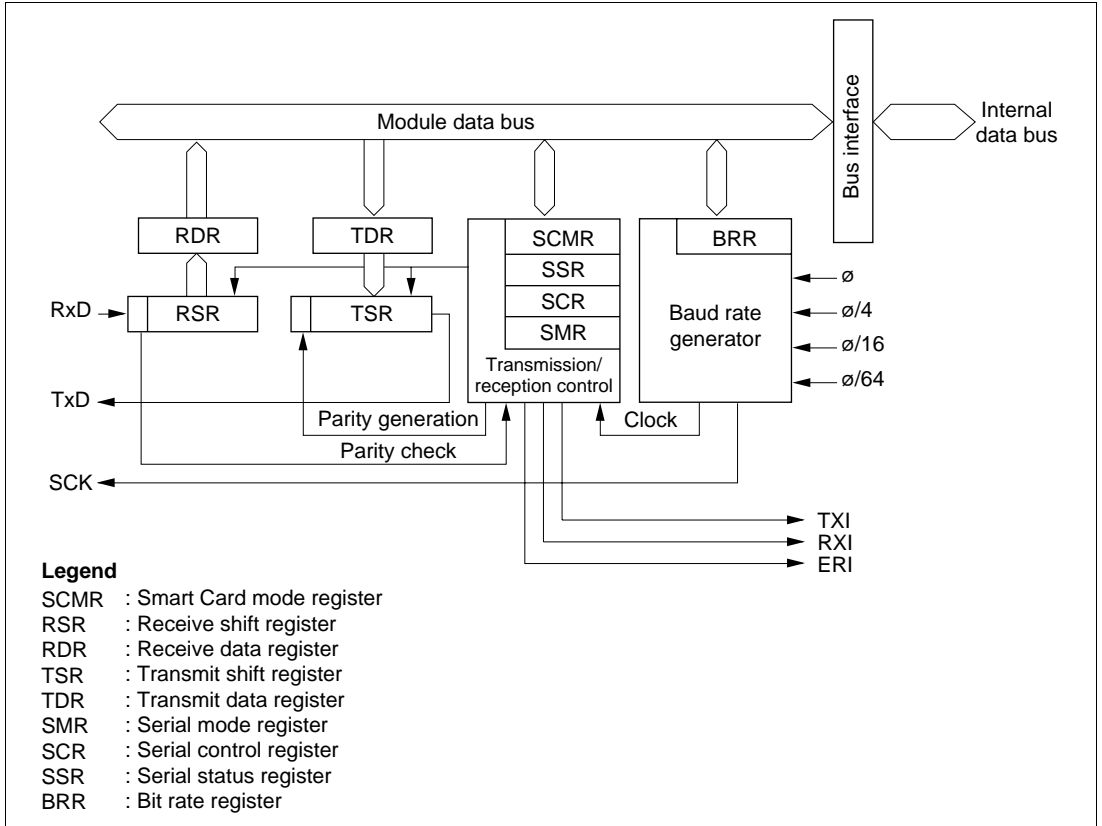 Module data bus
Bus interface
Internal
data bus
RDR
TDR
SCMR
BRR
SSR
SCR
SMR
RxD
RSR
TSR
Transmission/
reception control
Baud rate
generator
ø
ø/4
ø/16
ø/64
TxD
Parity generation
Clock
Parity check
SCK
TXI
RXI
ERI
Legend
SCMR : Smart Card mode register
RSR : Receive shift register
RDR : Receive data register
TSR : Transmit shift register
TDR : Transmit data register
SMR : Serial mode register
SCR : Serial control register
SSR : Serial status register
BRR : Bit rate register